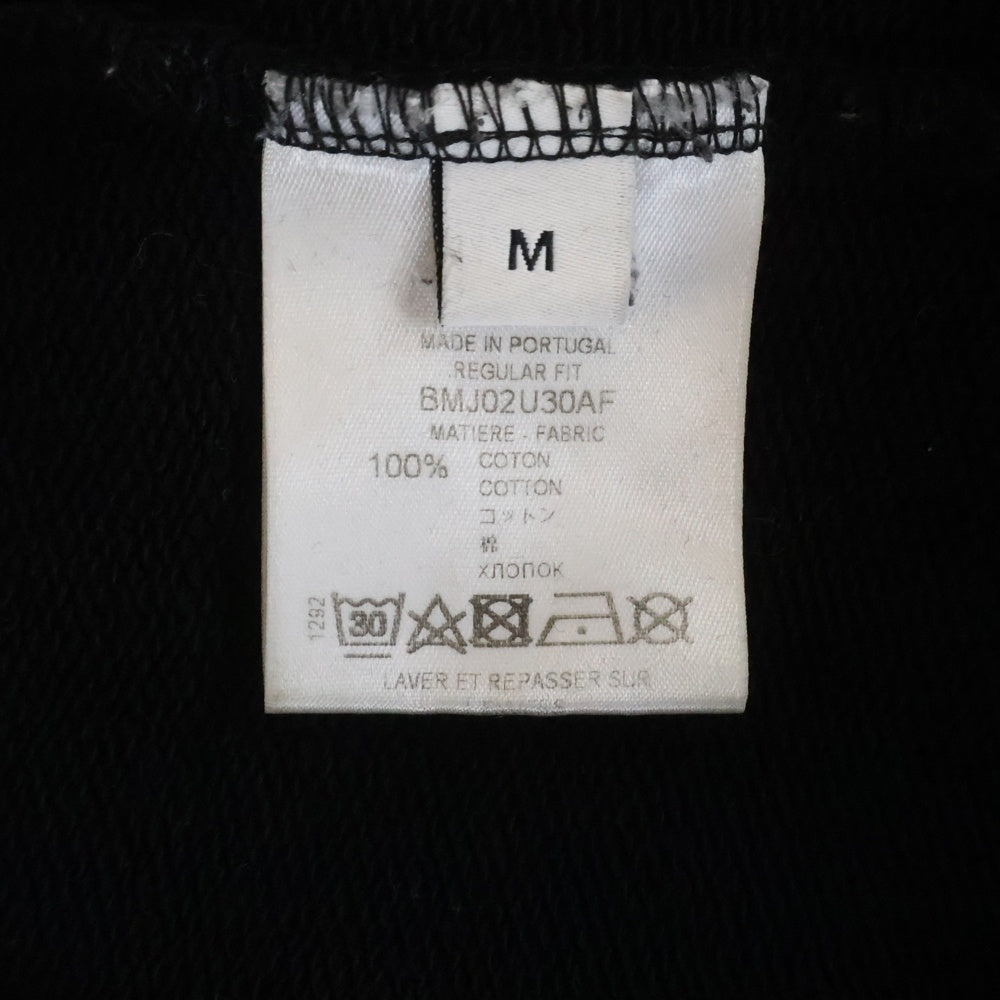 M
MADE IN PORTUGAL
REGULAR FIT
BMJ02U30AF
MATIERE - FABRIC
100% COTON
COTTON
コットン
棉
ХЛОПОК
1292
30
LAVER ET REPASSER SUR